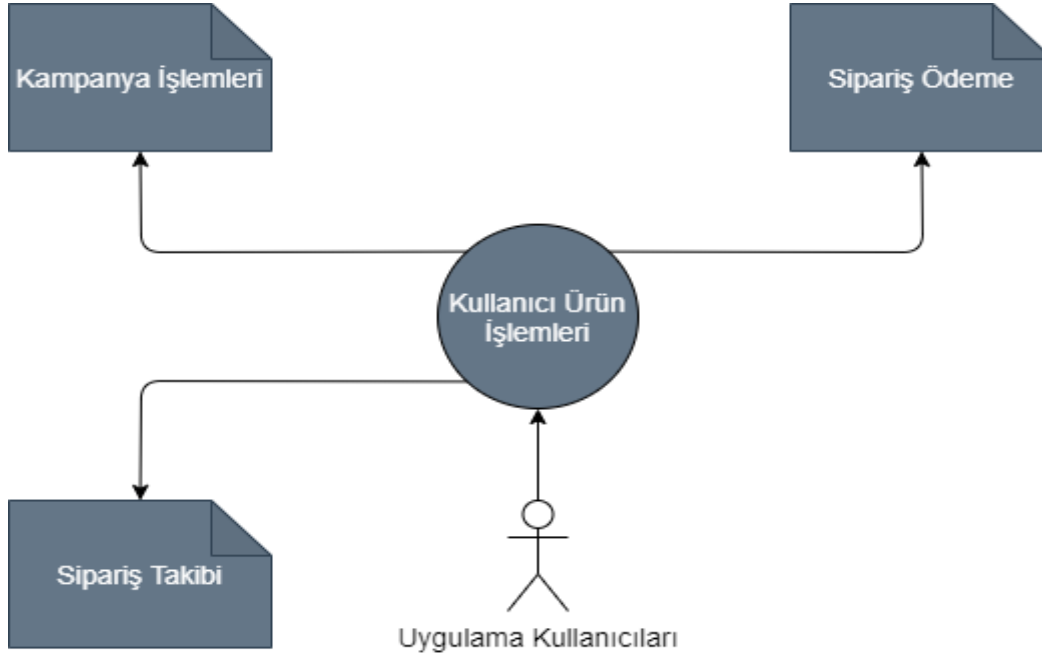 Kampanya İşlemleri
Sipariş Ödeme
Kullanıcı Ürün
İşlemleri
Sipariş Takibi
Uygulama Kullanıcıları